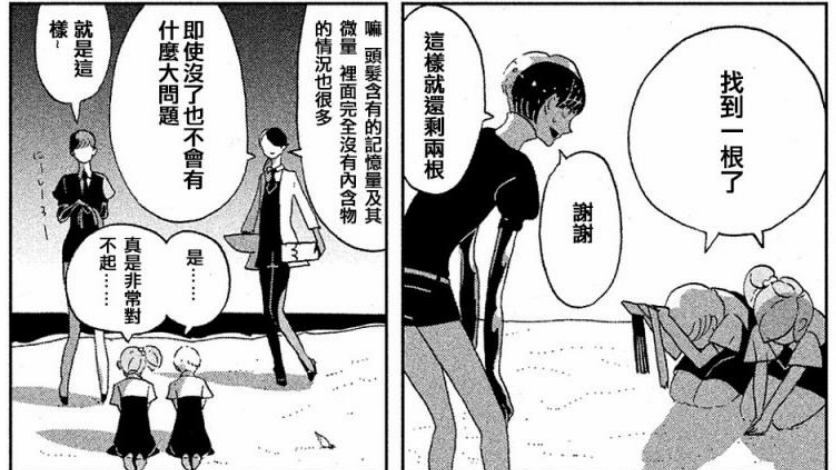 找到一根了
謝謝
這樣就還剩兩根
嘛 頭髮含有的記憶量及其
微量 裡面完全沒有內含物
的情況也很多
即使沒了也不會有
什麼大問題
就是這
樣~
是……
真是非常對
不起……